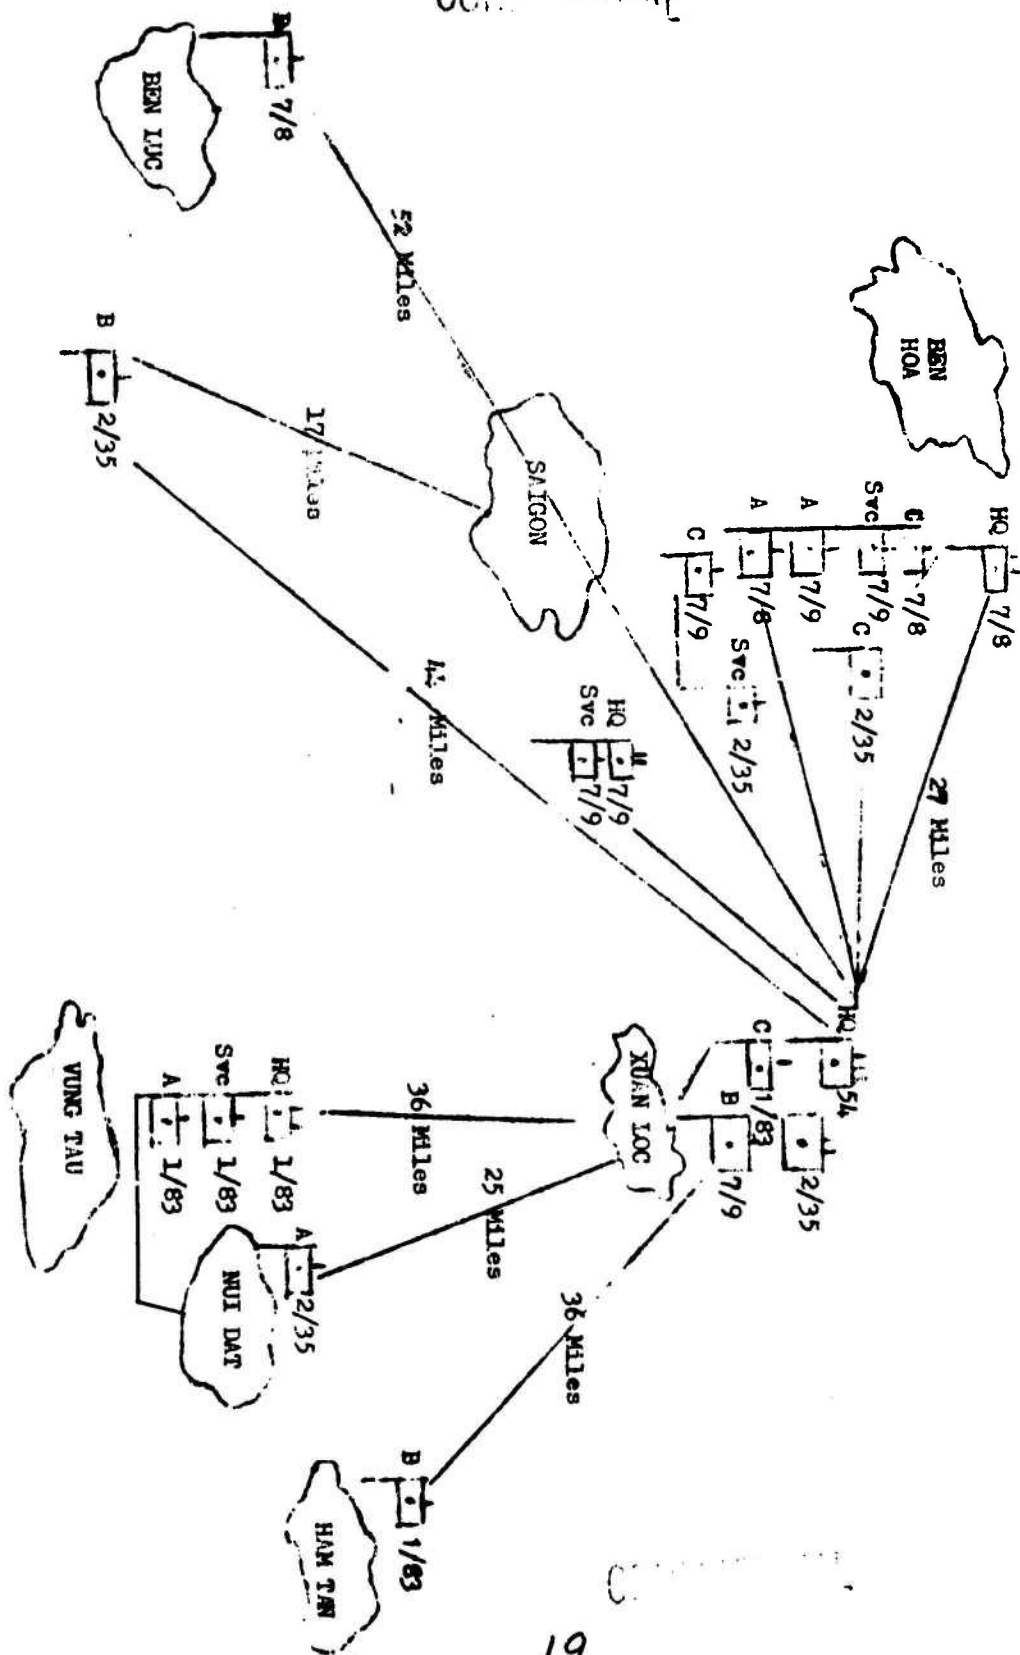 BEN LUC
7/8
52 Miles
B
2/35
17 Miles
SAIGON
BEN
HOA
HQ
7/8
C
7/8
Svc
7/9
A
7/9
A
7/8
C
7/9
C
2/35
Svc
2/35
27 Miles
HQ
7/9
Svc
7/9
Miles
HQ
54
C
1/83
2/35
B
7/9
XUAN LOC
36 Miles
25 Miles
36 Miles
HQ
1/83
Svc
1/83
A
1/83
VUNG TAU
A
2/35
NUI DAT
B
1/83
HAM TAN
19